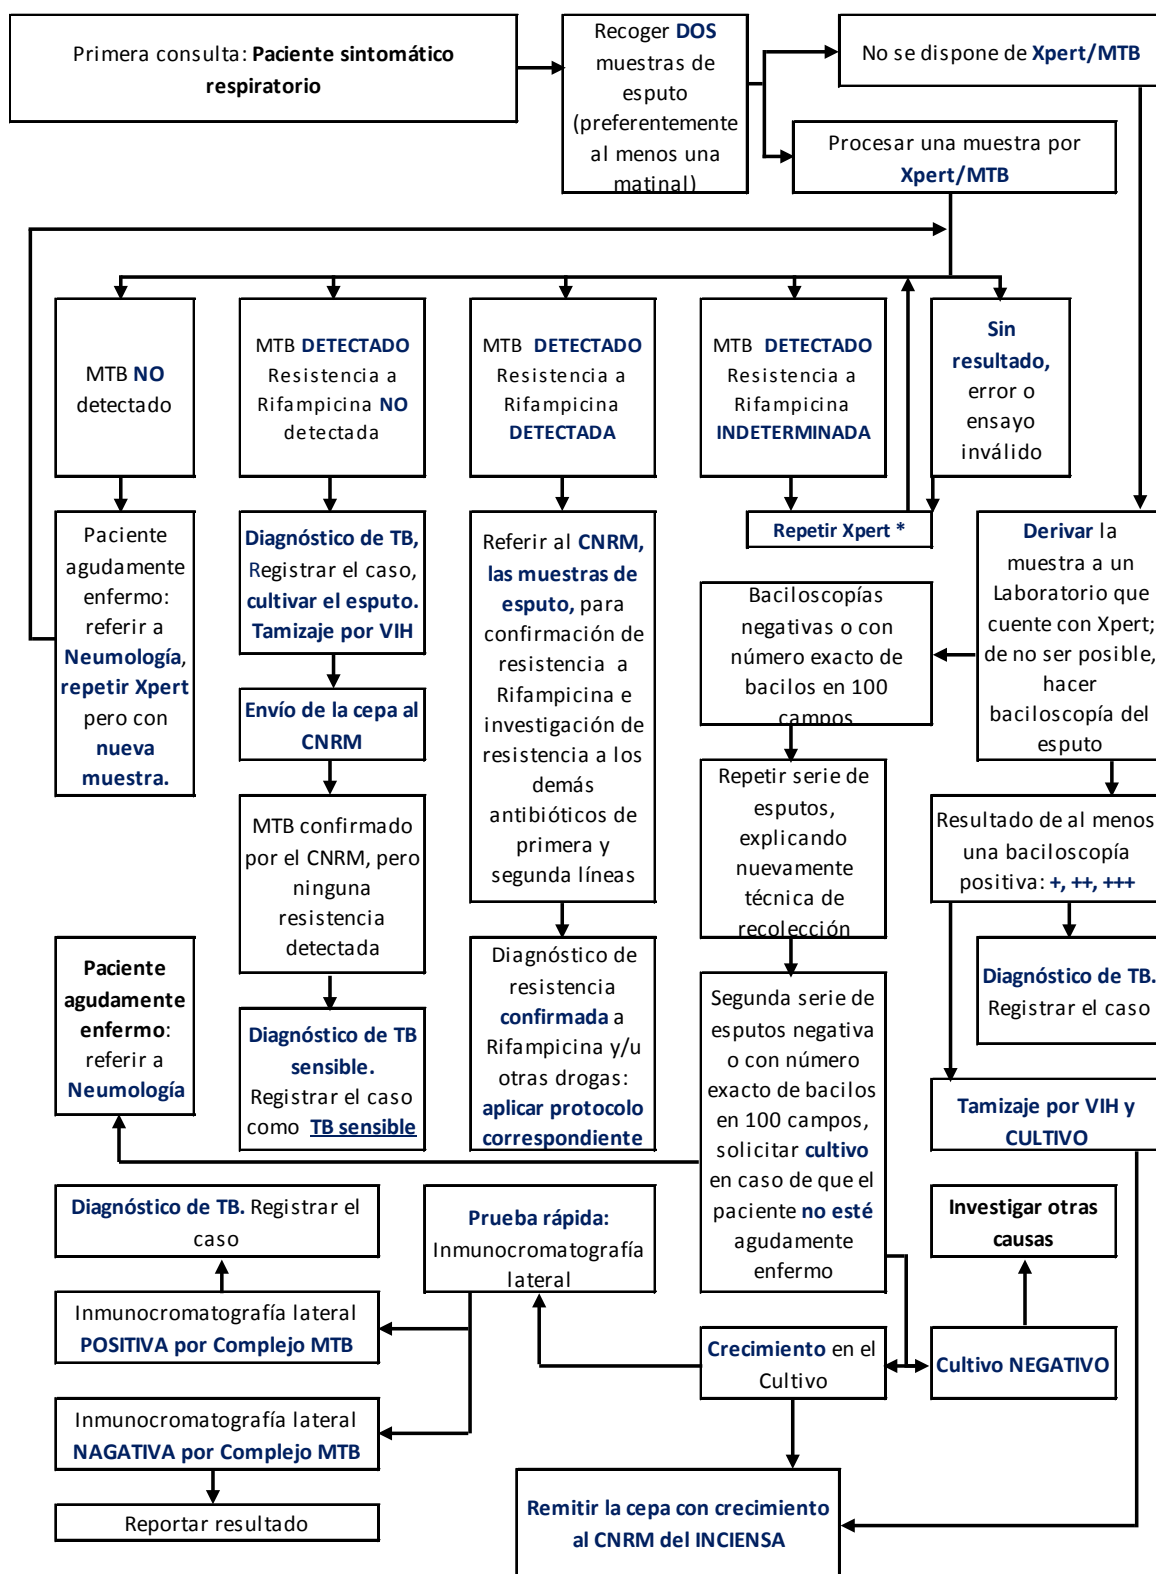 Primera consulta: Paciente sintomático
respiratorio
Recoger DOS
muestras de
esputo
(preferentemente
al menos una
matinal)
No se dispone de Xpert/MTB
Procesar una muestra por
Xpert/MTB
MTB NO
detectado
MTB DETECTADO
Resistencia a
Rifampicina NO
detectada
MTB DETECTADO
Resistencia a
Rifampicina
DETECTADA
MTB DETECTADO
Resistencia a
Rifampicina
INDETERMINADA
Sin
resultado,
error o
ensayo
inválido
Paciente
agudamente
enfermo:
referir a
Neumología,
repetir Xpert
pero con
nueva
muestra.
Diagnóstico de TB,
Registrar el caso,
cultivar el esputo.
Tamizaje por VIH
Envío de la cepa al
CNRM
MTB confirmado
por el CNRM, pero
ninguna
resistencia
detectada
Diagnóstico de TB
sensible.
Registrar el caso
como TB sensible
Referir al CNRM,
las muestras de
esputo, para
confirmación de
resistencia a
Rifampicina e
investigación de
resistencia a los
demás
antibióticos de
primera y
segunda líneas
Diagnóstico de
resistencia
confirmada a
Rifampicina y/u
otras drogas:
aplicar protocolo
correspondiente
Repetir Xpert *
Baciloscopías
negativas o con
número exacto de
bacilos en 100
campos
Repetir serie de
esputos,
explicando
nuevamente
técnica de
recolección
Segunda serie de
esputos negativa
o con número
exacto de bacilos
en 100 campos,
solicitar cultivo
en caso de que el
paciente no esté
agudamente
enfermo
Derivar la
muestra a un
Laboratorio que
cuente con Xpert;
de no ser posible,
hacer
baciloscopía del
esputo
Resultado de al menos
una baciloscopía
positiva: +, ++, +++
Diagnóstico de TB.
Registrar el caso
Tamizaje por VIH y
CULTIVO
Paciente
agudamente
enfermo:
referir a
Neumología
Diagnóstico de TB. Registrar el
caso
Prueba rápida:
Inmunocromatografía
lateral
Investigar otras
causas
Inmunocromatografía lateral
POSITIVA por Complejo MTB
Crecimiento en el
Cultivo
Cultivo NEGATIVO
Inmunocromatografía lateral
NAGATIVA por Complejo MTB
Reportar resultado
Remitir la cepa con crecimiento
al CNRM del INCIENSA